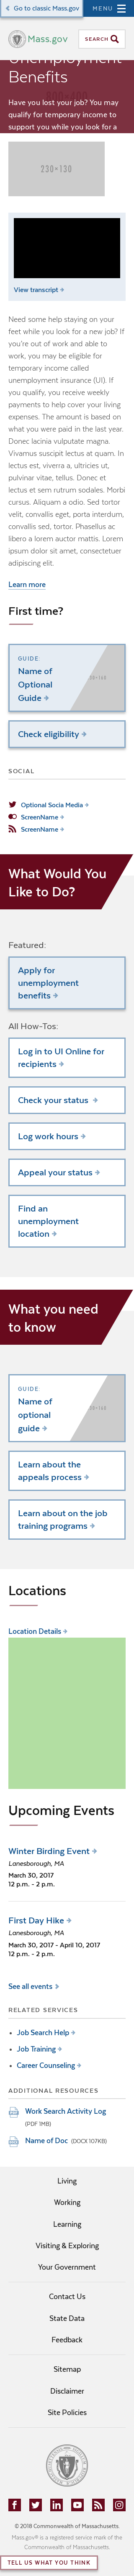 Go to classic Mass.gov
MENU
Mass.gov
SEARCH
Unemployment
Benefits
Have you lost your job? You may
qualify for temporary income to
support you while you look for a
230×130
View transcript
Need some help staying on your
feet while you look for a new job? If
you’re out of work and able to
work, you may be eligible for
temporary income called
unemployment insurance (UI). If
you qualify, you’ll receive weekly
payments to help cover your living
expenses. The amount is based on
what you used to make in the past.
Donec lacinia vulputate magna.
Vivamus suscipit lectus at quam. In
lectus est, viverra a, ultricies ut,
pulvinar vitae, tellus. Donec et
lectus et sem rutrum sodales. Morbi
cursus. Aliquam a odio. Sed tortor
velit, convallis eget, porta interdum,
convallis sed, tortor. Phasellus ac
libero a lorem auctor mattis. Lorem
ipsum dolor sit amet, consectetuer
adipiscing elit.
Learn more
First time?
GUIDE:
Name of
Optional
Guide
Check eligibility
SOCIAL
Optional Socia Media
ScreenName
ScreenName
What Would You
Like to Do?
Featured:
Apply for
unemployment
benefits
All How-Tos:
Log in to UI Online for
recipients
Check your status
Log work hours
Appeal your status
Find an
unemployment
location
What you need
to know
GUIDE:
Name of
optional
guide
Learn about the
appeals process
Learn about on the job
training programs
Locations
Location Details
Upcoming Events
Winter Birding Event
Lanesborough, MA
March 30, 2017
12 p.m. - 2 p.m.
First Day Hike
Lanesborough, MA
March 30, 2017 - April 10, 2017
12 p.m. - 2 p.m.
See all events
RELATED SERVICES
Job Search Help
Job Training
Career Counseling
ADDITIONAL RESOURCES
Work Search Activity Log
(PDF 1MB)
Name of Doc (DOCX 107KB)
Living
Working
Learning
Visiting & Exploring
Your Government
Contact Us
State Data
Feedback
Sitemap
Disclaimer
Site Policies
© 2018 Commonwealth of Massachusetts.
Mass.gov® is a registered service mark of the
Commonwealth of Massachusetts.
TELL US WHAT YOU THINK